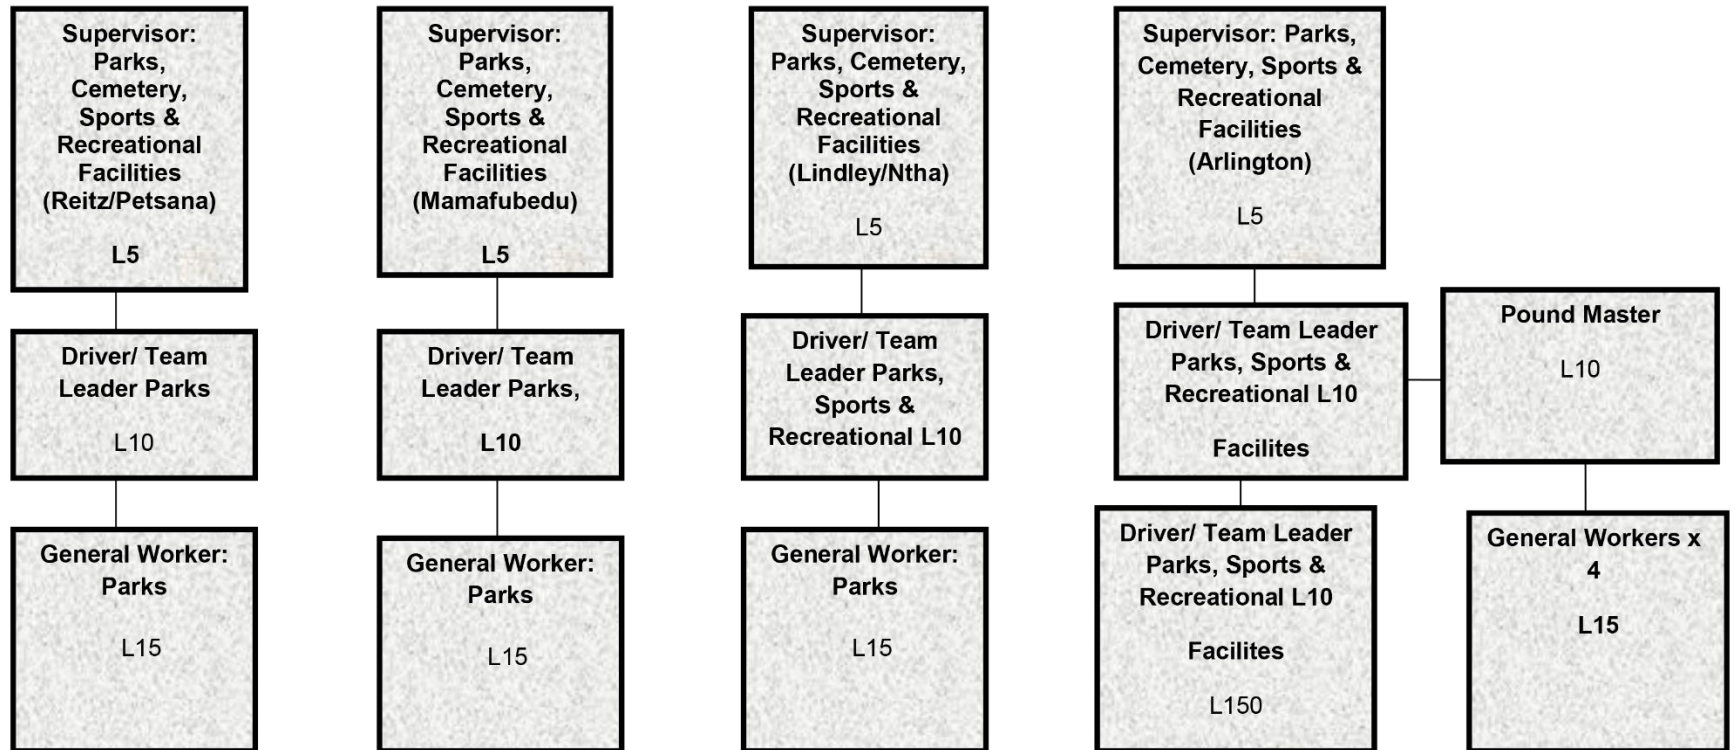 Supervisor:
Parks,
Cemetery,
Sports &
Recreational
Facilities
(Reitz/Petsana)
L5
Supervisor:
Parks,
Cemetery,
Sports &
Recreational
Facilities
(Mamafubedu)
L5
Supervisor:
Parks, Cemetery,
Sports &
Recreational
Facilities
(Lindley/Ntha)
L5
Supervisor: Parks,
Cemetery, Sports &
Recreational
Facilities
(Arlington)
L5
Driver/ Team
Leader Parks
L10
Driver/ Team
Leader Parks,
L10
Driver/ Team
Leader Parks,
Sports &
Recreational L10
Driver/ Team Leader
Parks, Sports &
Recreational L10
Facilites
Pound Master
L10
General Worker:
Parks
L15
General Worker:
Parks
L15
General Worker:
Parks
L15
Driver/ Team Leader
Parks, Sports &
Recreational L10
Facilites
L150
General Workers x
4
L15